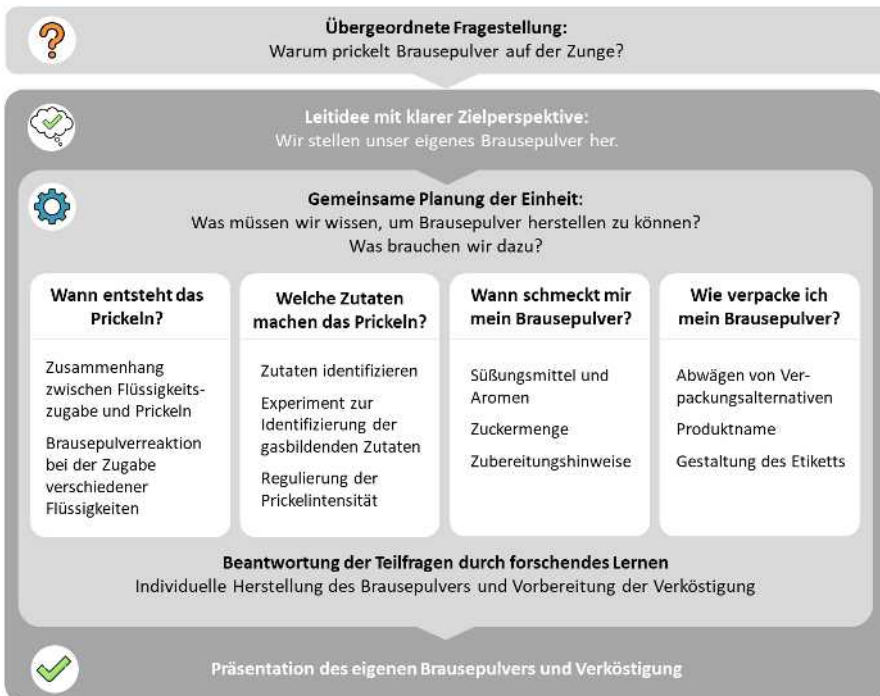 Übergeordnete Fragestellung:
Warum prickelt Brausepulver auf der Zunge?
Leitidee mit klarer Zielperspektive:
Wir stellen unser eigenes Brausepulver her.
Gemeinsame Planung der Einheit:
Was müssen wir wissen, um Brausepulver herstellen zu können?
Was brauchen wir dazu?
Wann entsteht das
Prickeln?
Zusammenhang
zwischen Flüssigkeits-
zugabe und Prickeln
Brausepulverreaktion
bei der Zugabe
verschiedener
Flüssigkeiten
Welche Zutaten
machen das Prickeln?
Zutaten identifizieren
Experiment zur
Identifizierung der
gasbildenden Zutaten
Regulierung der
Prickelintensität
Wann schmeckt mir
mein Brausepulver?
Süßungsmittel und
Aromen
Zuckermenge
Zubereitungshinweise
Wie verpacke ich
mein Brausepulver?
Abwägen von Ver-
packungsalternativen
Produktname
Gestaltung des Etiketts
Beantwortung der Teilfragen durch forschendes Lernen
Individuelle Herstellung des Brausepulvers und Vorbereitung der Verköstigung
Präsentation des eigenen Brausepulvers und Verköstigung